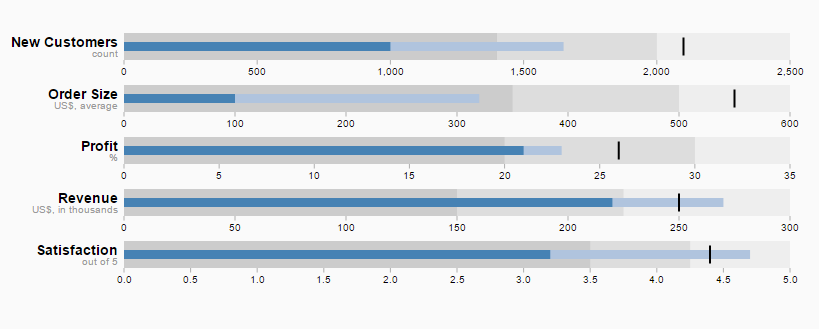 New Customers
count
0 500 1,000 1,500 2,000 2,500
Order Size
US$, average
0 100 200 300 400 500 600
Profit
%
0 5 10 15 20 25 30 35
Revenue
US$, in thousands
0 50 100 150 200 250 300
Satisfaction
out of 5
0.0 0.5 1.0 1.5 2.0 2.5 3.0 3.5 4.0 4.5 5.0